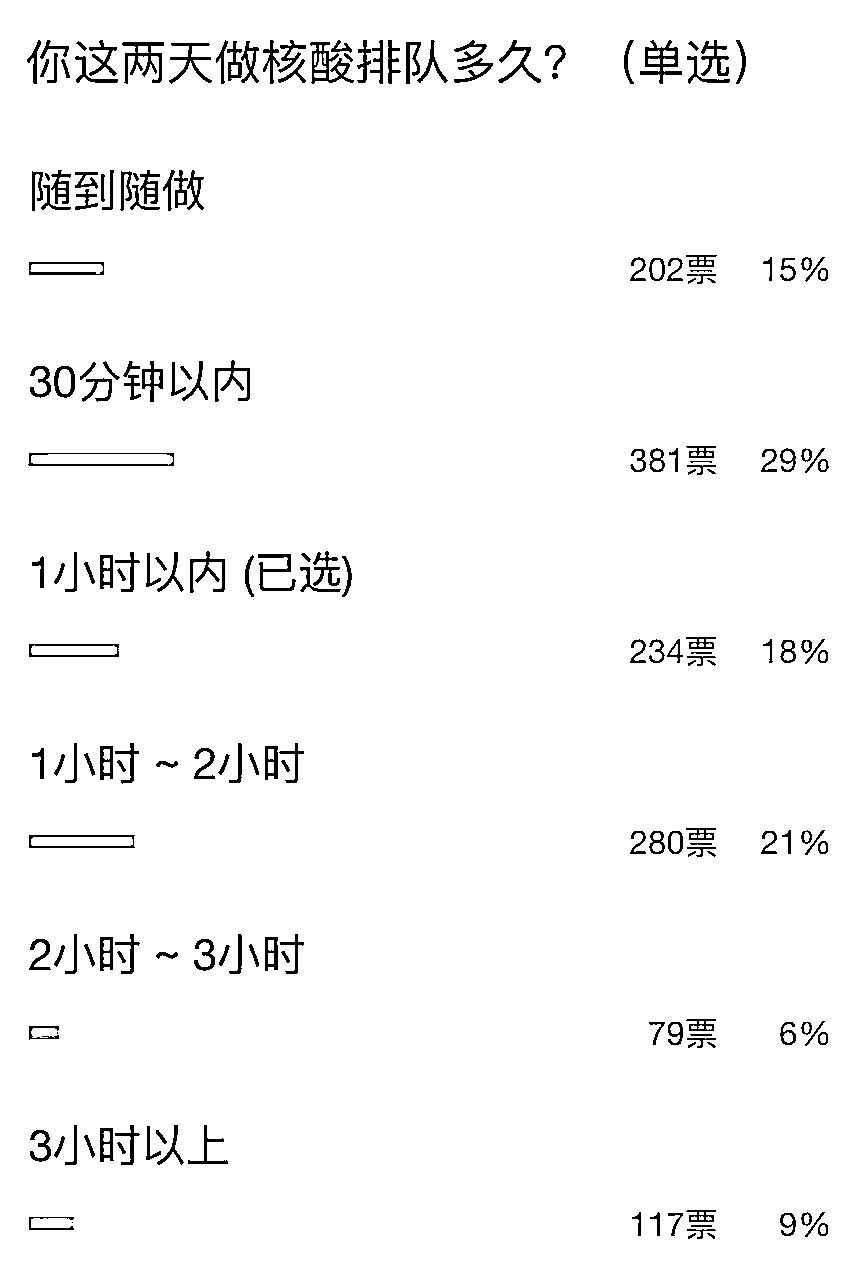 你这两天做核酸排队多久？（单选）
随到随做
202票 15%
30分钟以内
381票 29%
1小时以内 (已选)
234票 18%
1小时 ~ 2小时
280票 21%
2小时 ~ 3小时
79票 6%
3小时以上
117票 9%